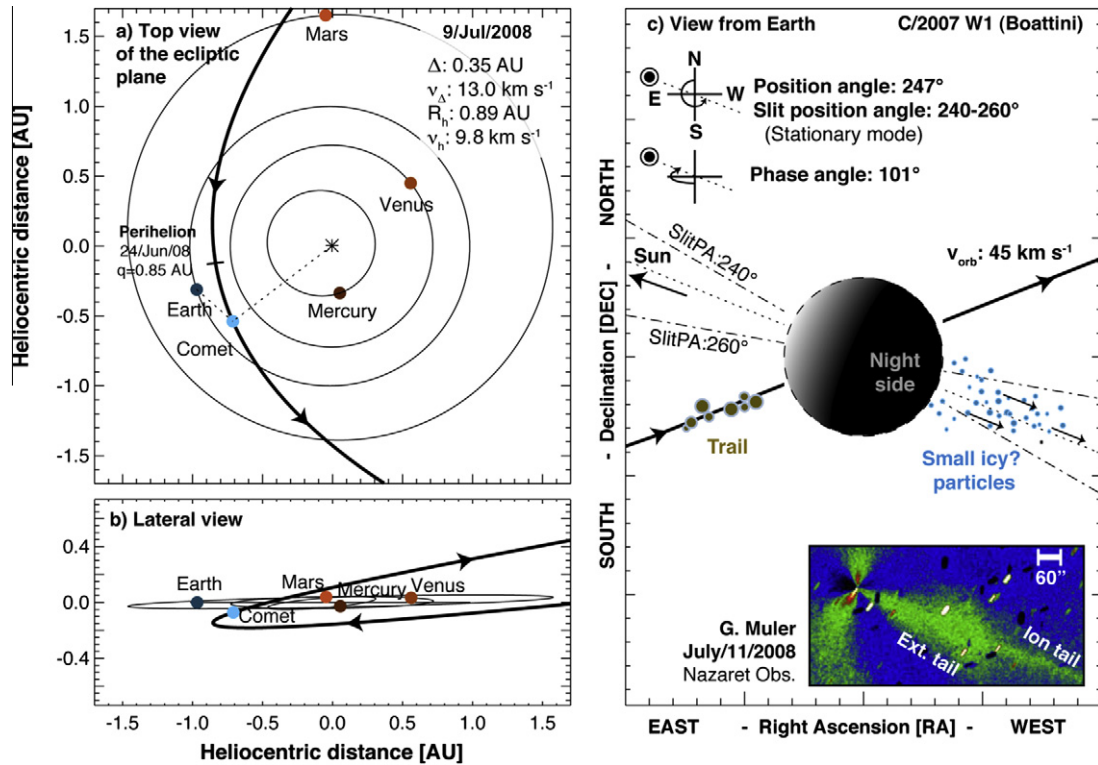 a) Top view
of the ecliptic
plane
9/Jul/2008
Δ: 0.35 AU
νΔ: 13.0 km s⁻¹
Rh: 0.89 AU
νh: 9.8 km s⁻¹
Mars
Venus
Mercury
Perihelion
24/Jun/08
q=0.85 AU
Earth
Comet
Heliocentric distance [AU]
1.5
1.0
0.5
0.0
-0.5
-1.0
-1.5
b) Lateral view
Earth
Mars
Mercury
Venus
Comet
0.4
0.0
-0.4
-1.5 -1.0 -0.5 0.0 0.5 1.0 1.5
Heliocentric distance [AU]
c) View from Earth
C/2007 W1 (Boattini)
N
E W
S
Position angle: 247°
Slit position angle: 240-260°
(Stationary mode)
Phase angle: 101°
SlitPA:240°
Sun
SlitPA:260°
vorb: 45 km s⁻¹
Night
side
Trail
Small icy?
particles
60”
Ext. tail
Ion tail
G. Muler
July/11/2008
Nazaret Obs.
SOUTH - Declination [DEC] - NORTH
EAST - Right Ascension [RA] - WEST